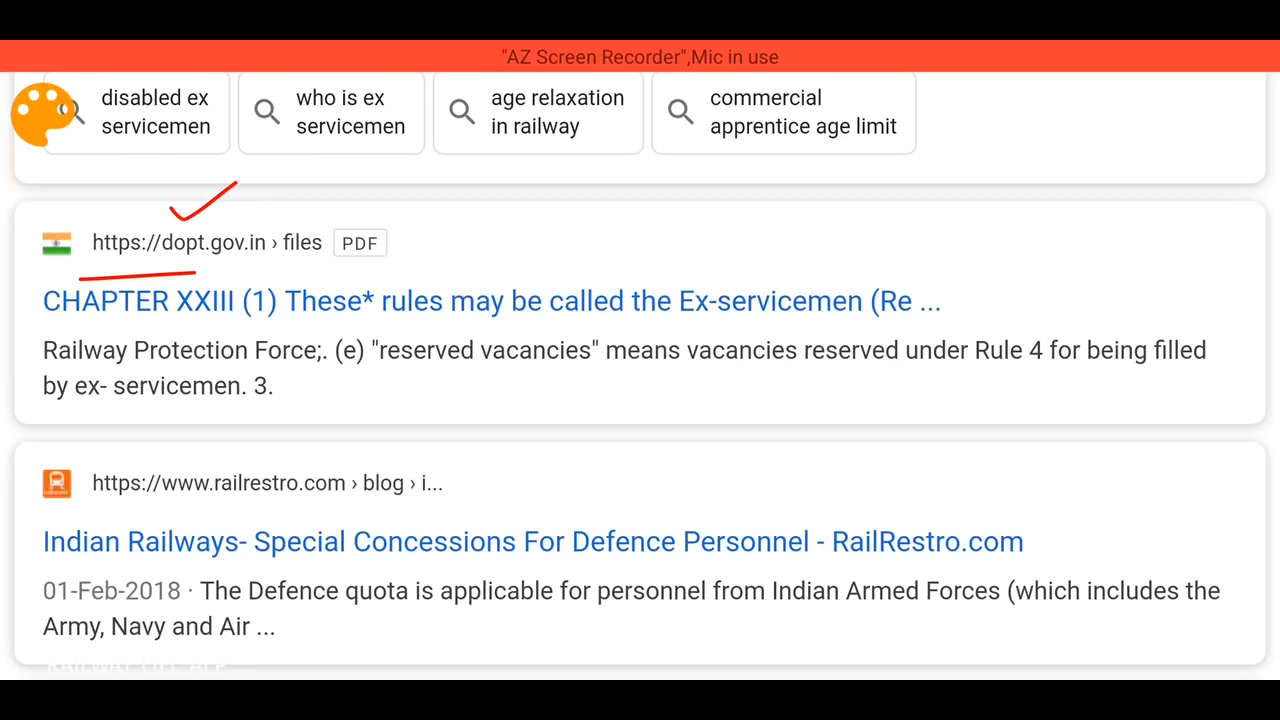 "AZ Screen Recorder",Mic in use
disabled ex
servicemen
who is ex
servicemen
age relaxation
in railway
commercial
apprentice age limit
https://dopt.gov.in › files PDF
CHAPTER XXIII (1) These* rules may be called the Ex-servicemen (Re ...
Railway Protection Force;. (e) "reserved vacancies" means vacancies reserved under Rule 4 for being filled
by ex- servicemen. 3.
https://www.railrestro.com › blog › i...
Indian Railways- Special Concessions For Defence Personnel - RailRestro.com
01-Feb-2018 · The Defence quota is applicable for personnel from Indian Armed Forces (which includes the
Army, Navy and Air ...